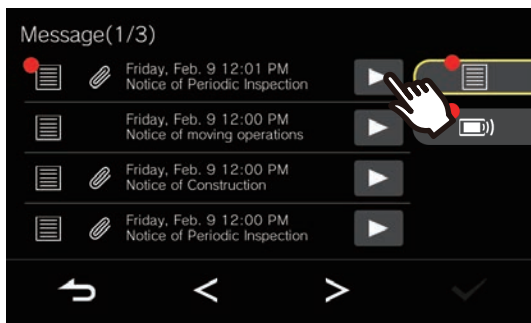 Message(1/3)
Friday, Feb. 9 12:01 PM
Notice of Periodic Inspection
Friday, Feb. 9 12:00 PM
Notice of moving operations
Friday, Feb. 9 12:00 PM
Notice of Construction
Friday, Feb. 9 12:00 PM
Notice of Periodic Inspection